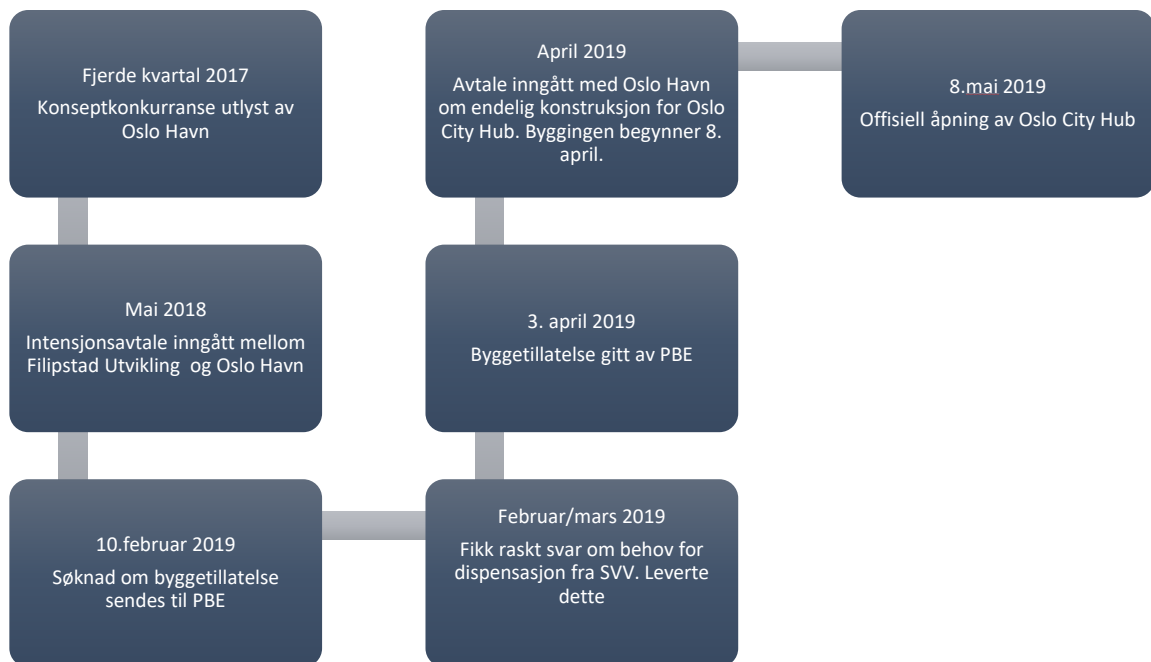 Fjerde kvartal 2017
Konseptkonkurranse utlyst av
Oslo Havn
Mai 2018
Intensjonsavtale inngått mellom
Filipstad Utvikling og Oslo Havn
10.februar 2019
Søknad om byggetillatelse
sendes til PBE
Februar/mars 2019
Fikk raskt svar om behov for
dispensasjon fra SVV. Leverte
dette
3. april 2019
Byggetillatelse gitt av PBE
April 2019
Avtale inngått med Oslo Havn
om endelig konstruksjon for Oslo
City Hub. Byggingen begynner 8.
april.
8.mai 2019
Offisiell åpning av Oslo City Hub